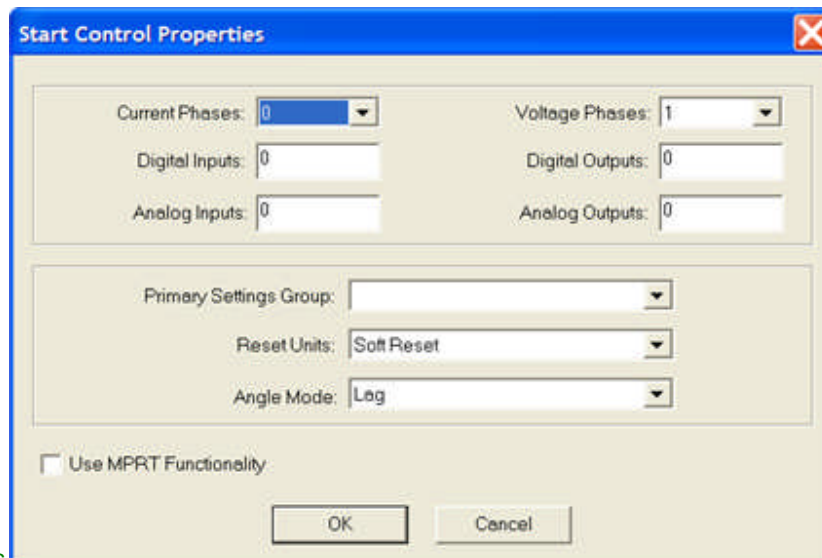 Start Control Properties
Current Phases: 0 Voltage Phases: 1
Digital Inputs: 0 Digital Outputs: 0
Analog Inputs: 0 Analog Outputs: 0
Primary Settings Group:
Reset Units: Soft Reset
Angle Mode: Lag
Use MPRT Functionality
OK Cancel